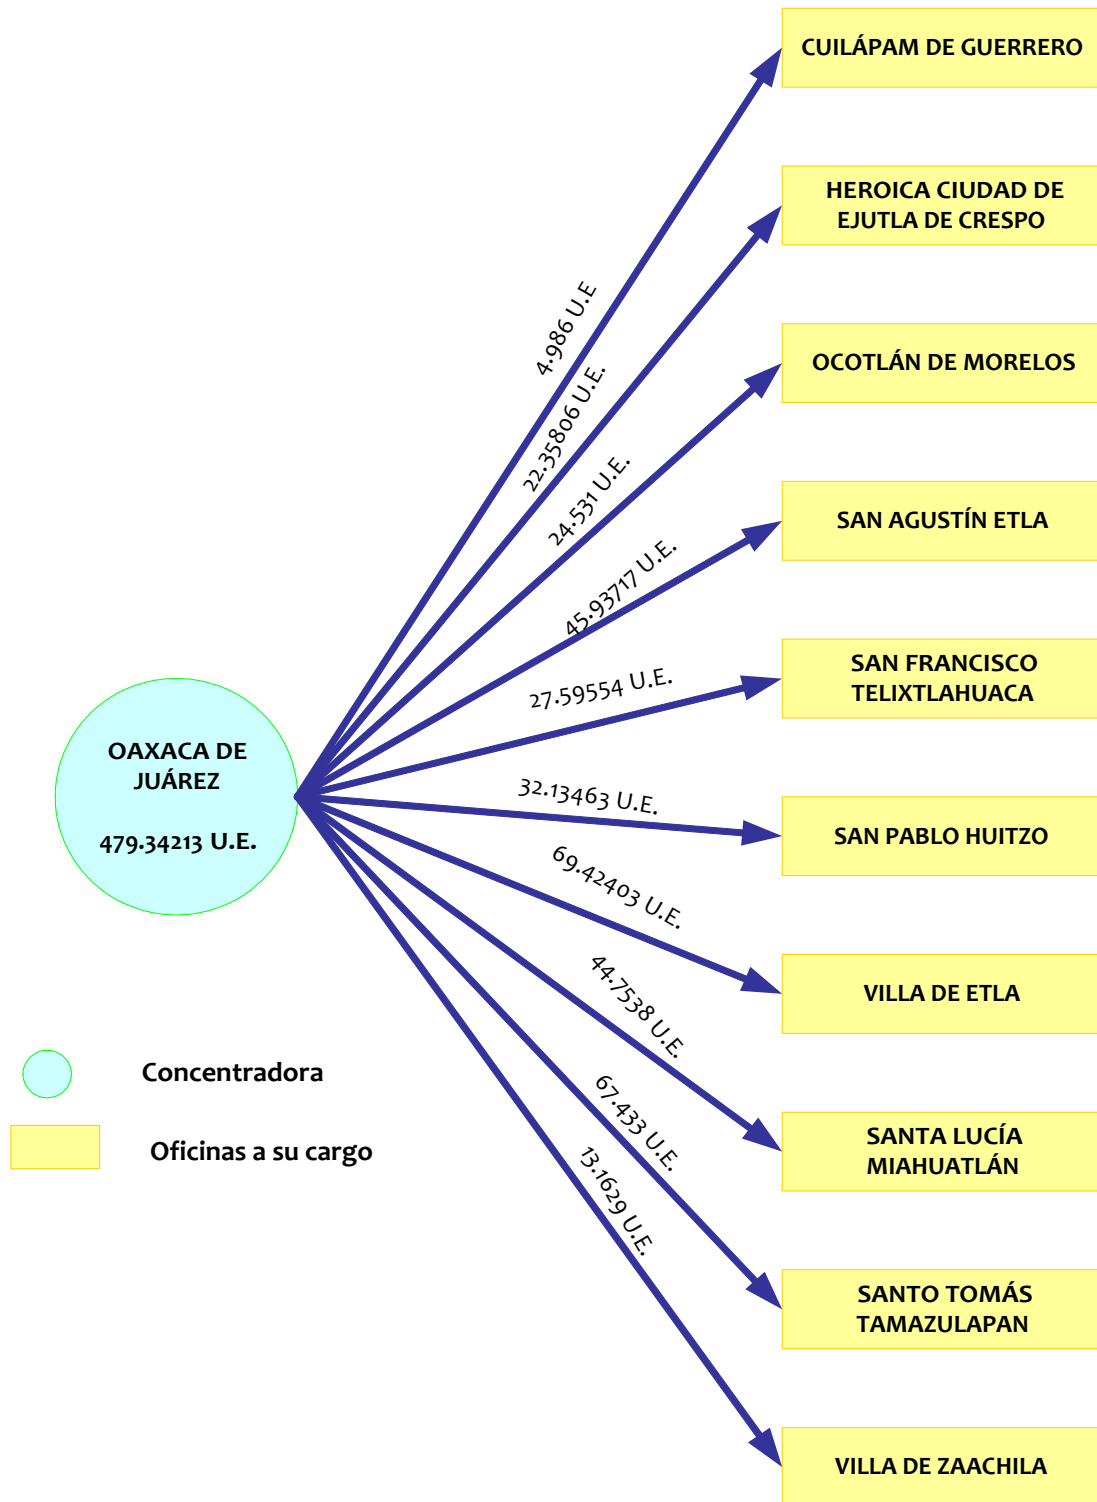 CUILÁPAM DE GUERRERO
HEROICA CIUDAD DE
EJUTLA DE CRESPO
OCOTLÁN DE MORELOS
SAN AGUSTÍN ETLA
SAN FRANCISCO
TELIXTLAHUACA
SAN PABLO HUITZO
VILLA DE ETLA
SANTA LUCÍA
MIAHUATLÁN
SANTO TOMÁS
TAMAZULAPAN
VILLA DE ZAACHILA
4.986 U.E
22.35806 U.E.
24.531 U.E.
45.93717 U.E.
27.59554 U.E.
32.13463 U.E.
69.42403 U.E.
44.7538 U.E.
67.433 U.E.
13.1629 U.E.
OAXACA DE
JUÁREZ
479.34213 U.E.
Concentradora
Oficinas a su cargo